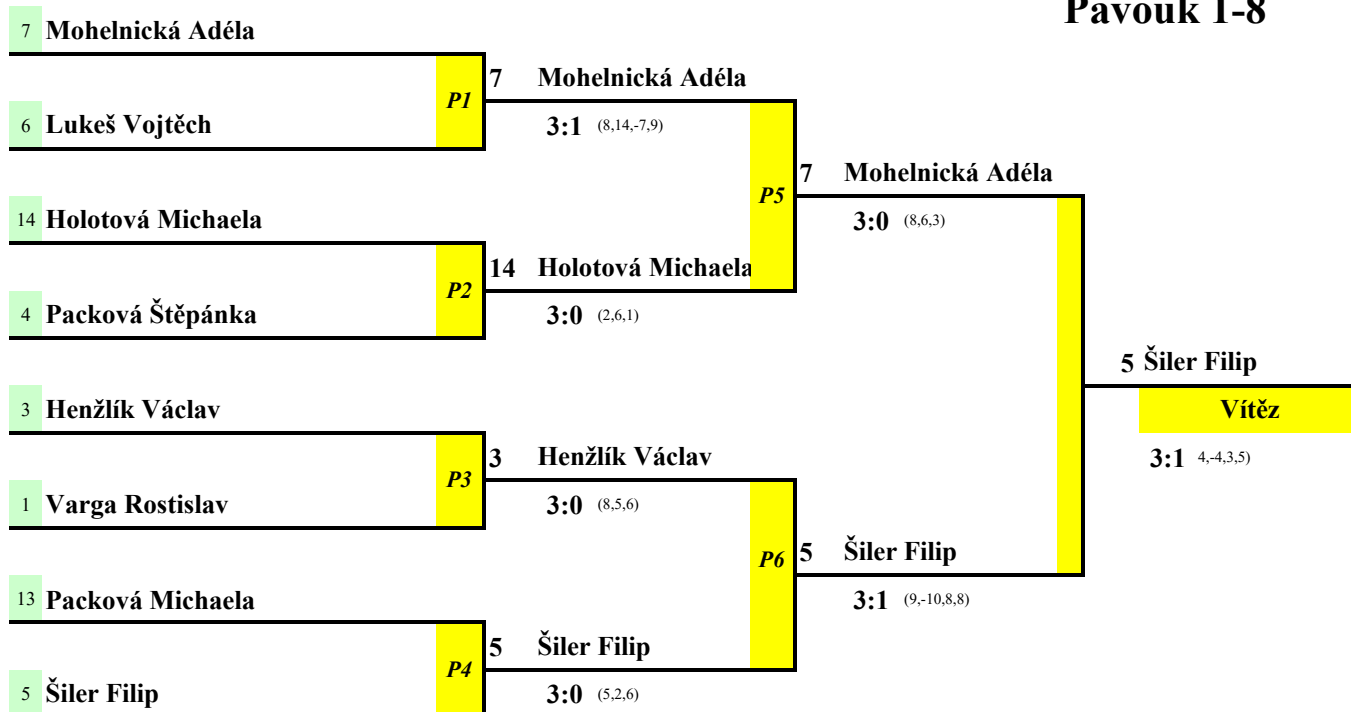 Pavouk 1-8
7 Mohelnická Adéla
7 Mohelnická Adéla
P1
6 Lukeš Vojtěch
3:1 (8,14,-7,9)
7 Mohelnická Adéla
P5
14 Holotová Michaela
3:0 (8,6,3)
14 Holotová Michaela
P2
4 Packová Štěpánka
3:0 (2,6,1)
5 Šiler Filip
3 Henžlík Václav
Vítěz
3 Henžlík Václav
3:1 4,-4,3,5)
P3
1 Varga Rostislav
3:0 (8,5,6)
5 Šiler Filip
P6
13 Packová Michaela
3:1 (9,-10,8,8)
5 Šiler Filip
P4
5 Šiler Filip
3:0 (5,2,6)